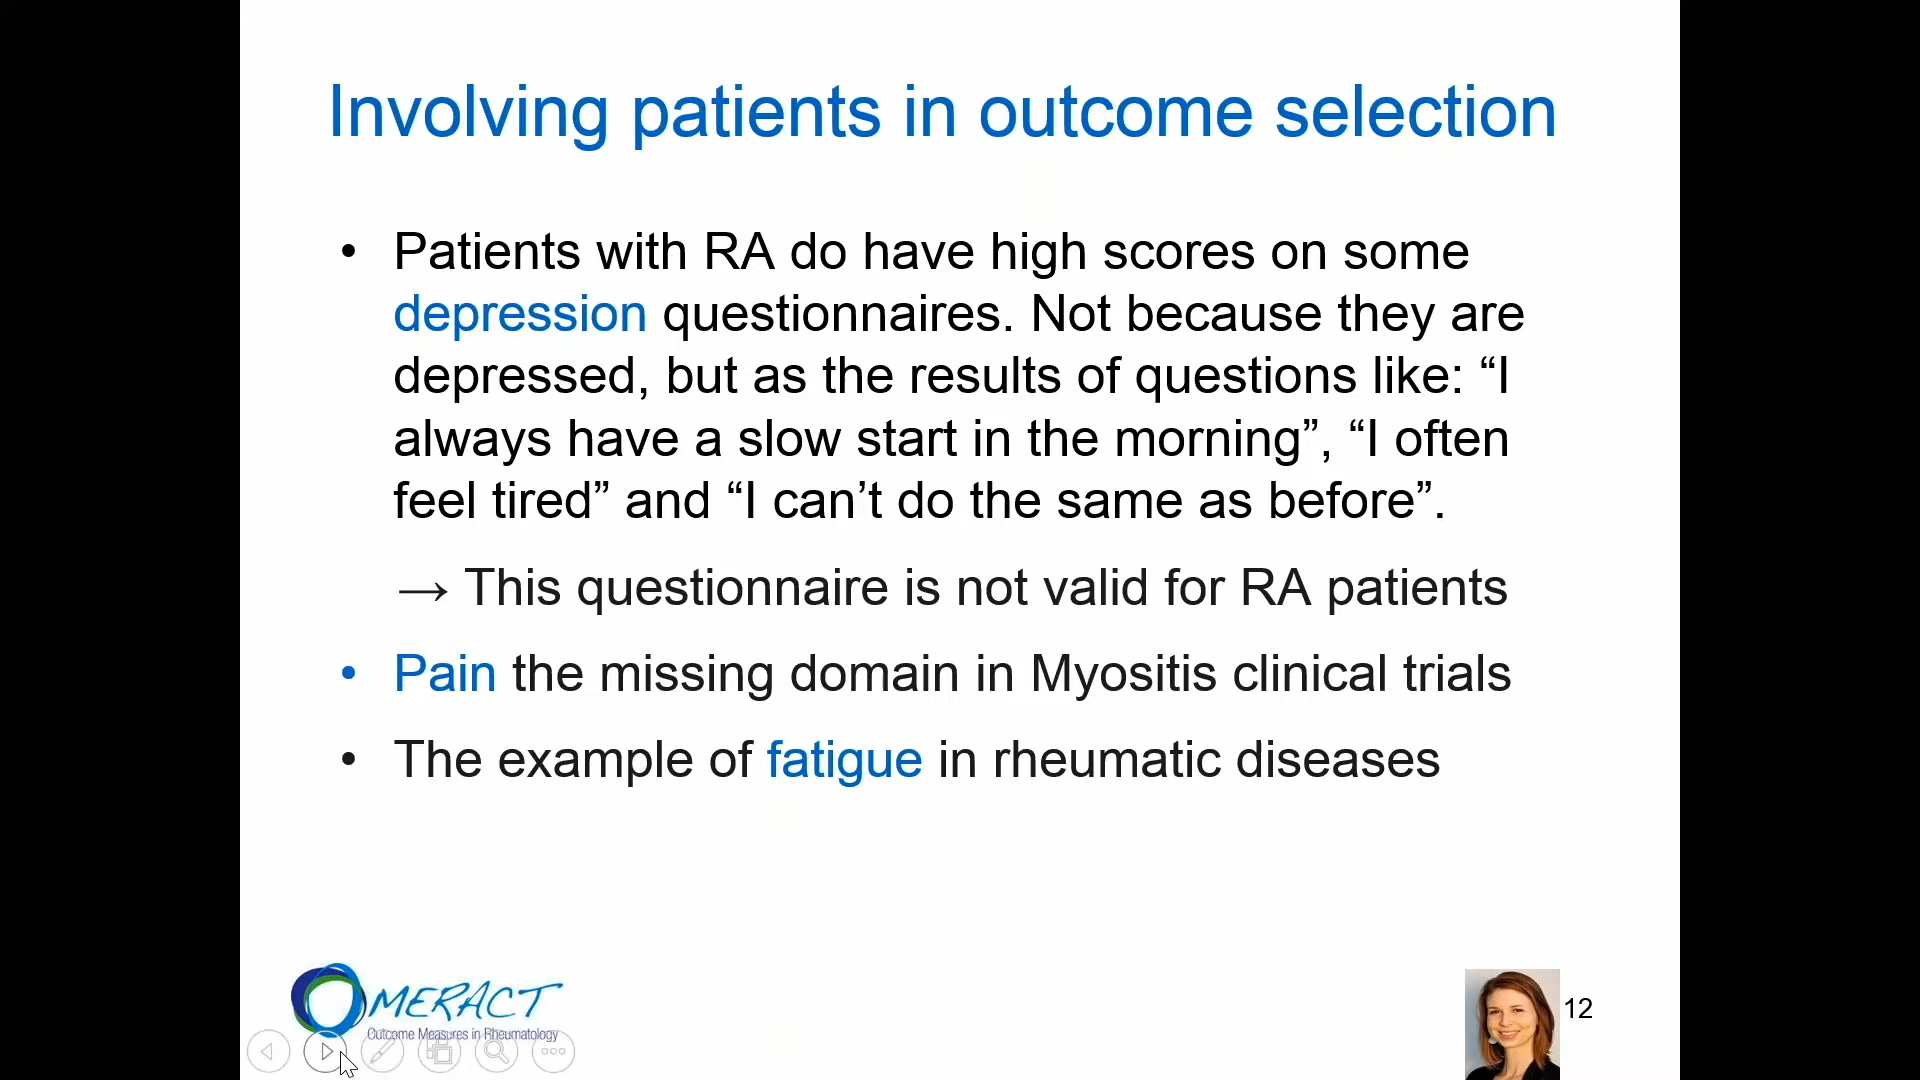 Involving patients in outcome selection
• Patients with RA do have high scores on some
depression questionnaires. Not because they are
depressed, but as the results of questions like: “I
always have a slow start in the morning”, “I often
feel tired” and “I can’t do the same as before”.
→ This questionnaire is not valid for RA patients
• Pain the missing domain in Myositis clinical trials
• The example of fatigue in rheumatic diseases
OMERACT
Outcome Measures in Rheumatology
12